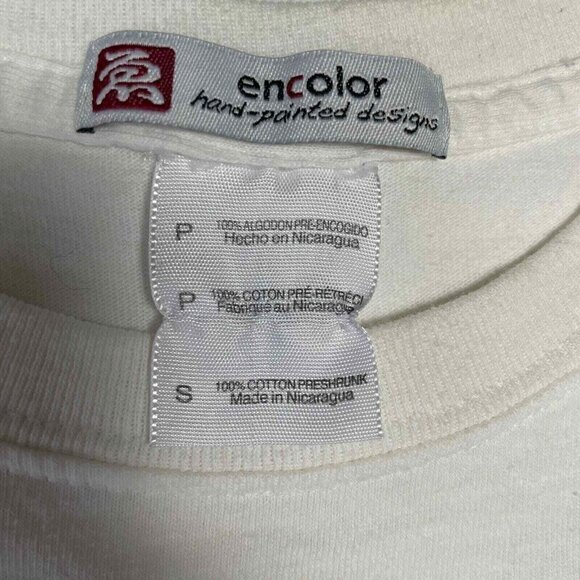 encolor
hand-painted designs
P 100% ALGODON PRE-ENCOGIDO
Hecho en Nicaragua
P 100% COTON PRÉ-RÉTRÉCI
Fabriqué au Nicaragua
S 100% COTTON PRESHRUNK
Made in Nicaragua